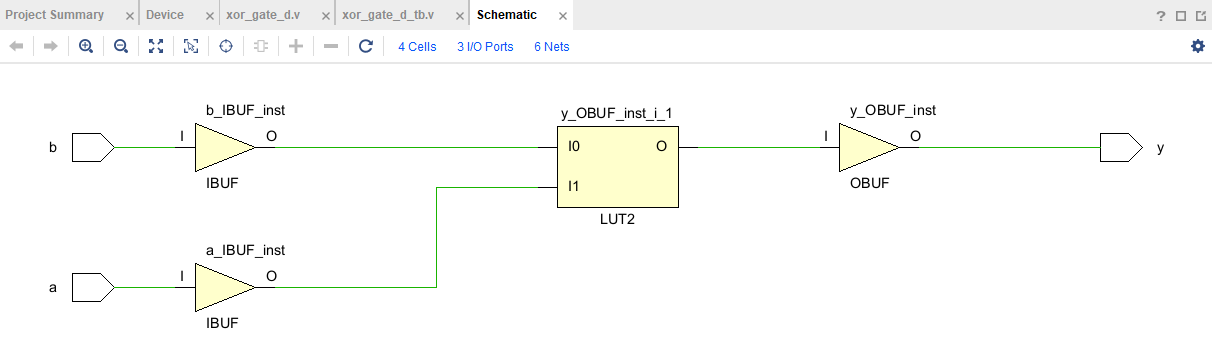 Project Summary × Device × xor_gate_d.v × xor_gate_d_tb.v × Schematic ×
? 
4 Cells 3 I/O Ports 6 Nets
b_IBUF_inst
y_OBUF_inst_i_1
y_OBUF_inst
b
I
O
I0
O
I
O
y
IBUF
I1
OBUF
LUT2
a_IBUF_inst
a
I
O
IBUF